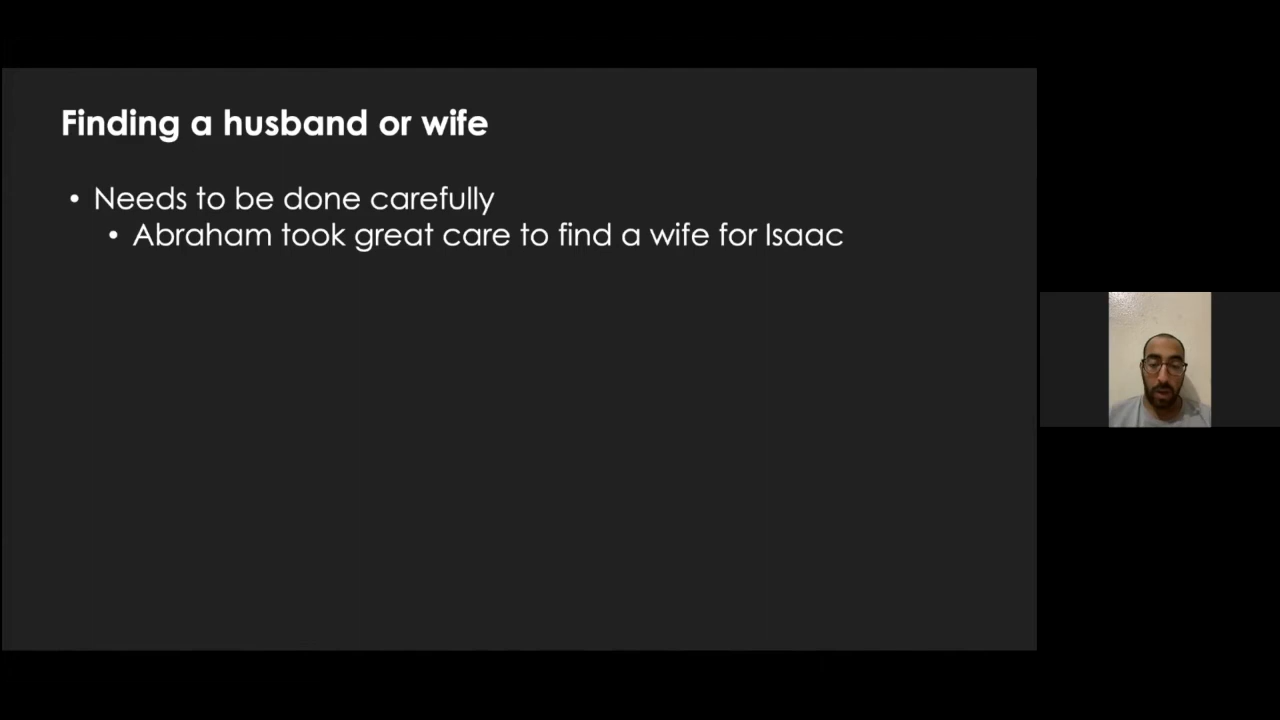 Finding a husband or wife
• Needs to be done carefully
• Abraham took great care to find a wife for Isaac